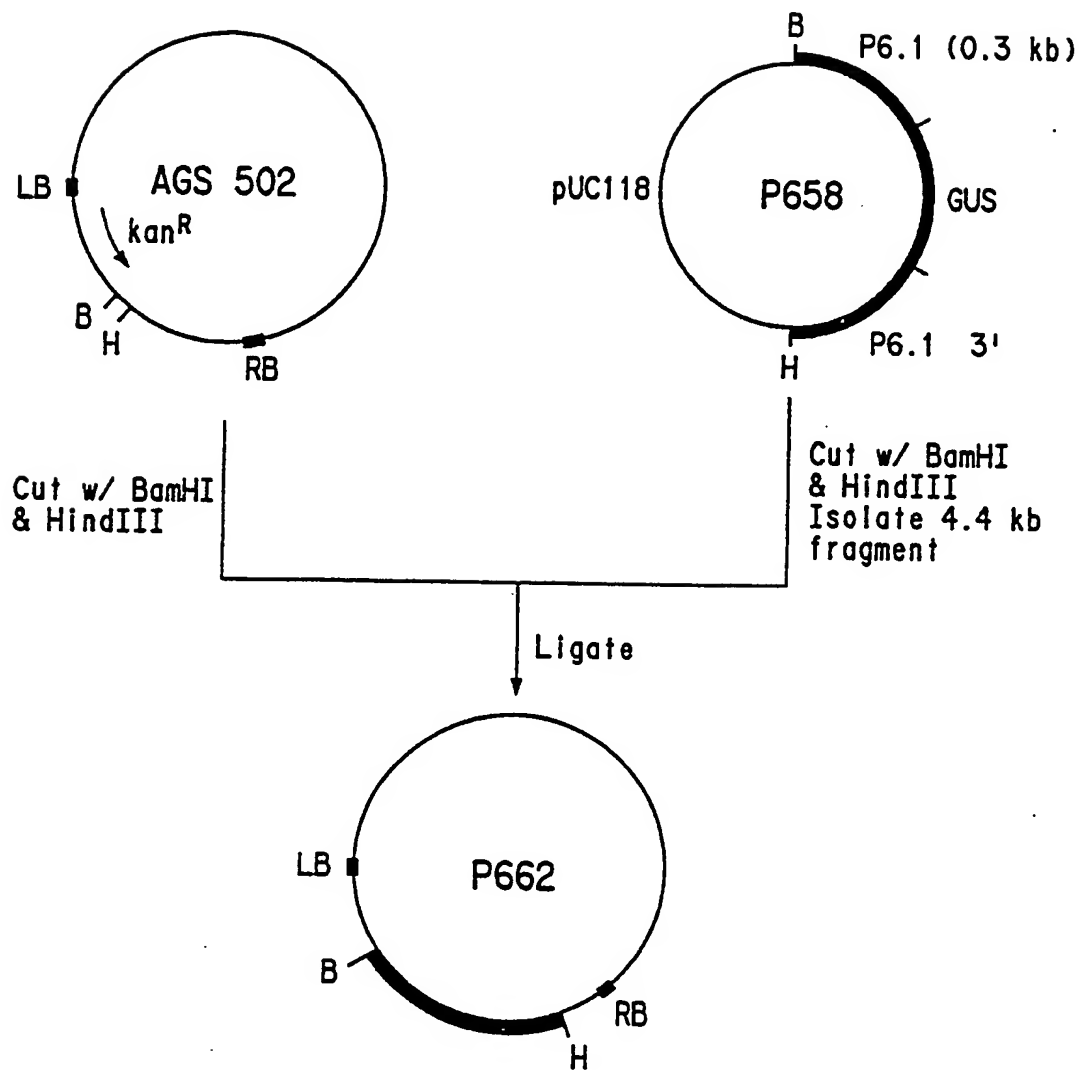 AGS 502
LB
kanR
B
H
RB
B
P6.1 (0.3 kb)
pUC118
P658
GUS
P6.1 3'
H
Cut w/ BamHI
& HindIII
Cut w/ BamHI
& HindIII
Isolate 4.4 kb
fragment
Ligate
LB
P662
B
RB
H